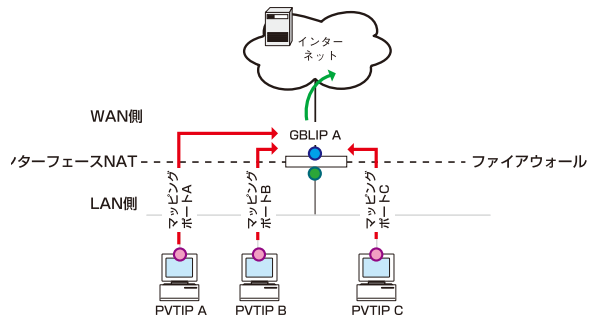 インター
ネット
WAN側
GBLIP A
ンターフェースNAT
ファイアウォール
LAN側
マッピング
ポートA
マッピング
ポートB
マッピング
ポートC
PVTIP A
PVTIP B
PVTIP C